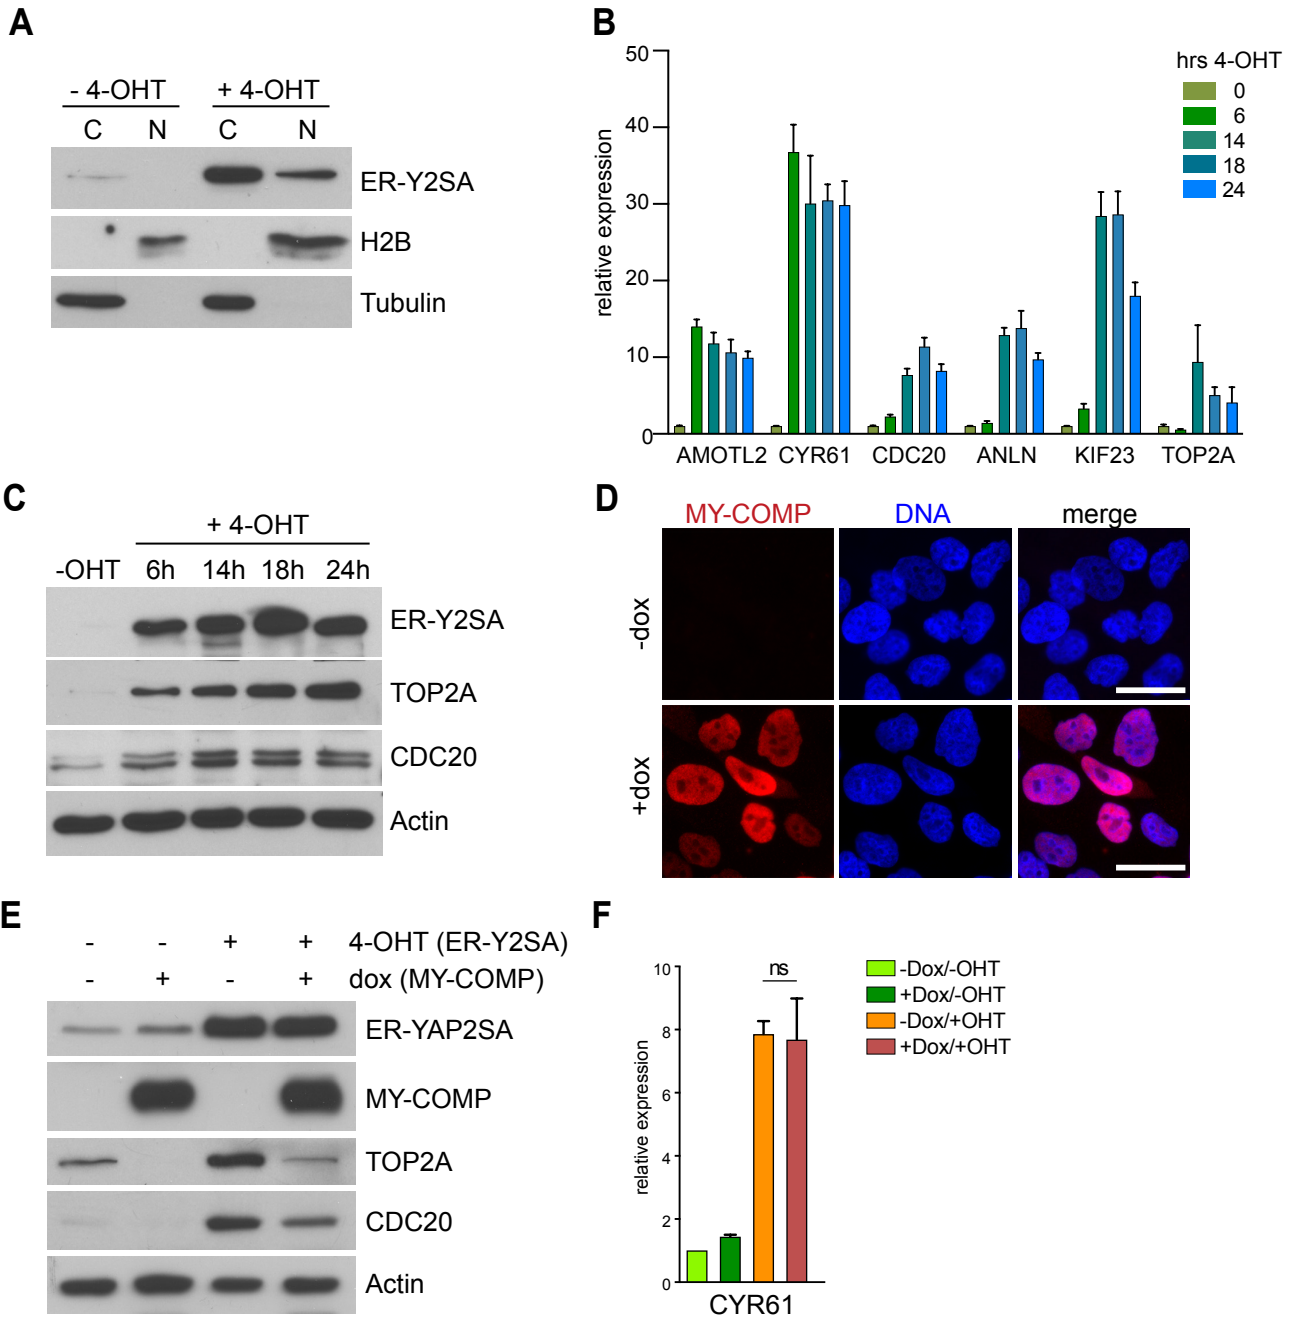 A
- 4-OHT + 4-OHT
C N C N
ER-Y2SA
H2B
Tubulin
B
relative expression
50
40
30
20
10
0
AMOTL2 CYR61 CDC20 ANLN KIF23 TOP2A
hrs 4-OHT
0
6
14
18
24
C
+ 4-OHT
-OHT 6h 14h 18h 24h
ER-Y2SA
TOP2A
CDC20
Actin
D
MY-COMP DNA merge
-dox
+dox
E
- - + + 4-OHT (ER-Y2SA)
- + - + dox (MY-COMP)
ER-YAP2SA
MY-COMP
TOP2A
CDC20
Actin
F
relative expression
10
8
6
4
2
0
ns
CYR61
-Dox/-OHT
+Dox/-OHT
-Dox/+OHT
+Dox/+OHT